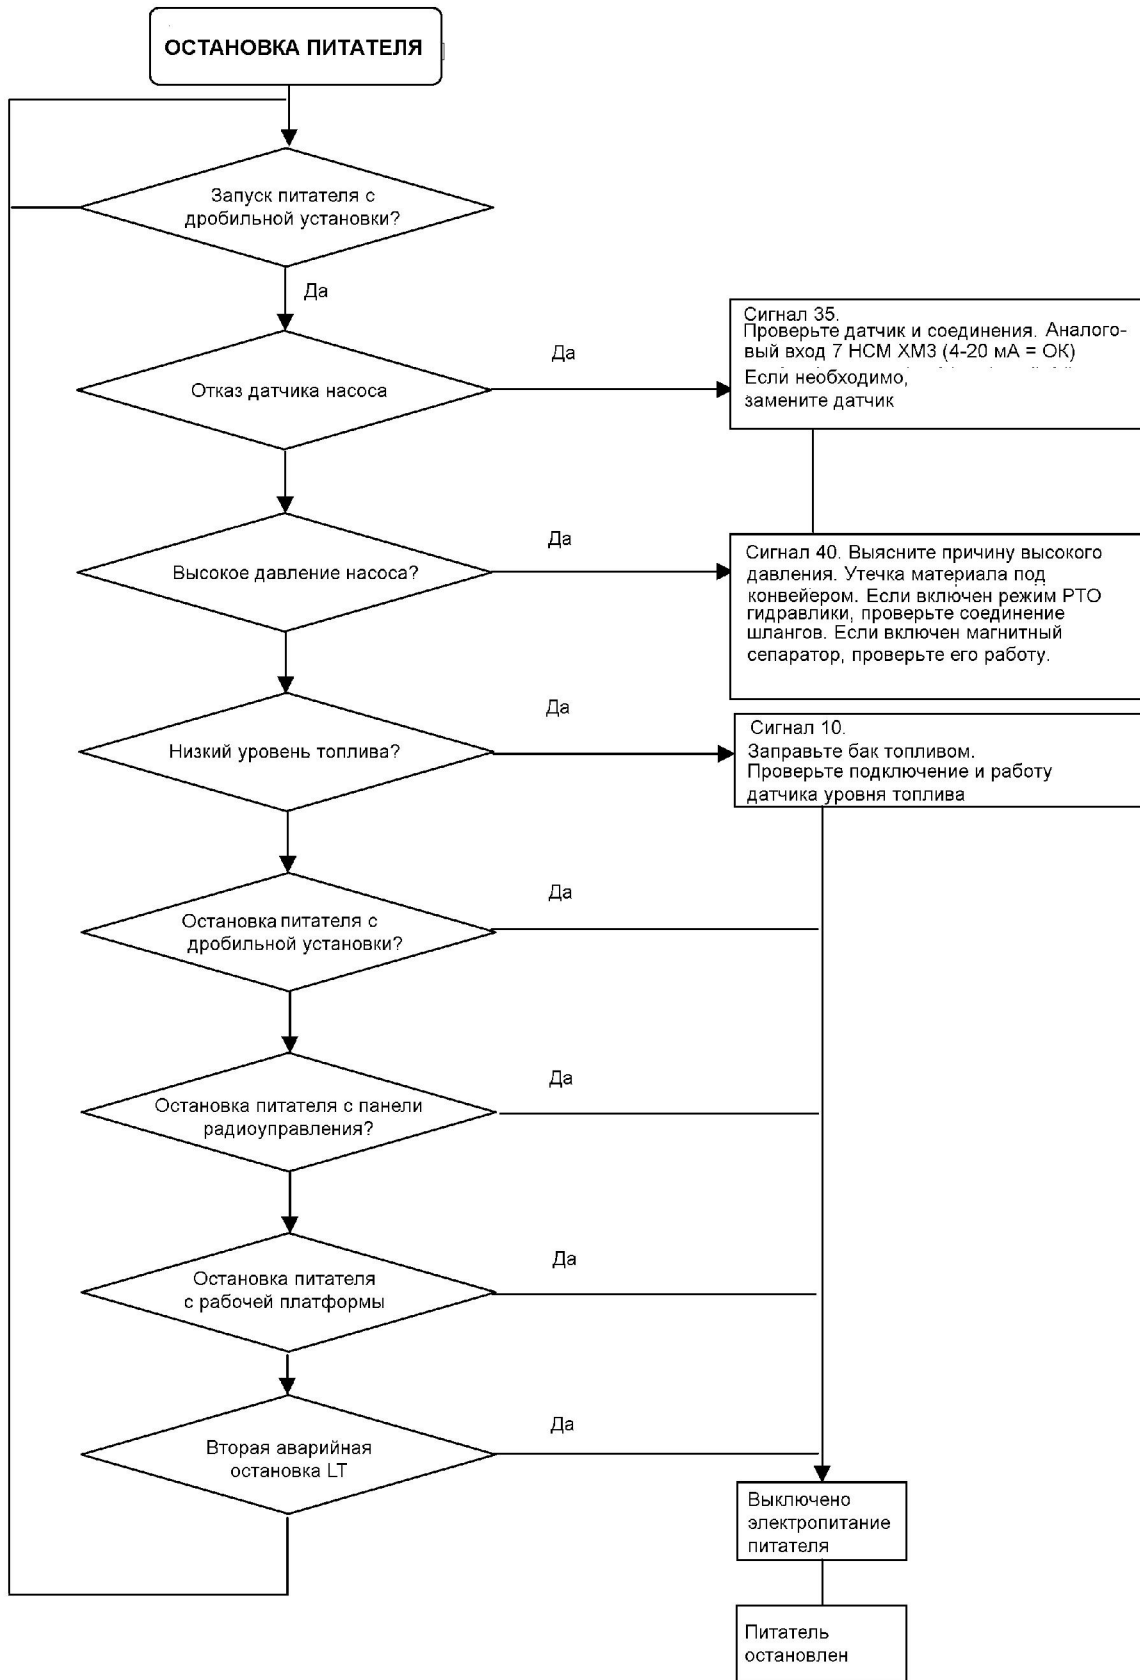 ОСТАНОВКА ПИТАТЕЛЯ
Запуск питателя с
дробильной установки?
Да
Да
Сигнал 35.
Проверьте датчик и соединения. Аналого-
вый вход 7 HCM XM3 (4-20 мА = ОК)
Если необходимо,
замените датчик
Отказ датчика насоса
Да
Высокое давление насоса?
Сигнал 40. Выясните причину высокого
давления. Утечка материала под
конвейером. Если включен режим РТО
гидравлики, проверьте соединение
шлангов. Если включен магнитный
сепаратор, проверьте его работу.
Да
Низкий уровень топлива?
Сигнал 10.
Заправьте бак топливом.
Проверьте подключение и работу
датчика уровня топлива
Да
Остановка питателя с
дробильной установки?
Да
Остановка питателя с панели
радиоуправления?
Да
Остановка питателя
с рабочей платформы
Да
Вторая аварийная
остановка LT
Выключено
электропитание
питателя
Питатель
остановлен